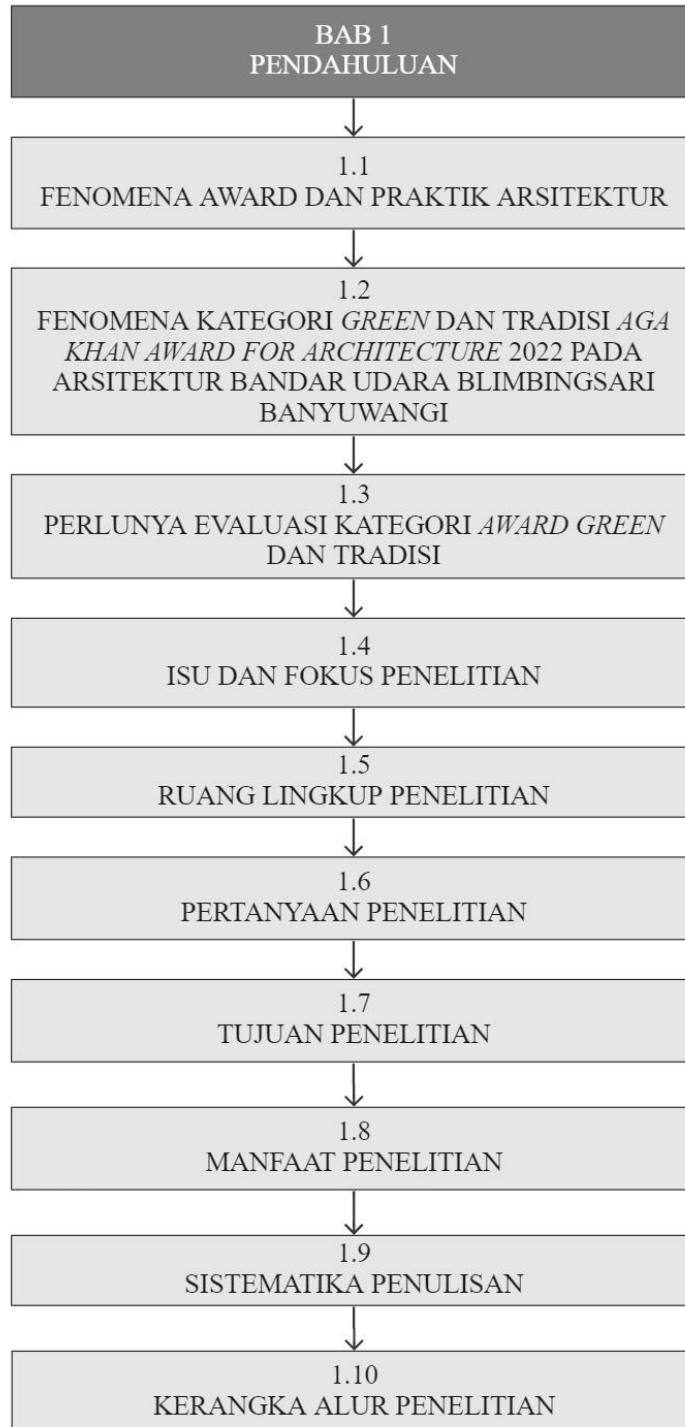 BAB 1
PENDAHULUAN
1.1
FENOMENA AWARD DAN PRAKTIK ARSITEKTUR
1.2
FENOMENA KATEGORI GREEN DAN TRADISI AGA
KHAN AWARD FOR ARCHITECTURE 2022 PADA
ARSITEKTUR BANDAR UDARA BLIMBINGSARI
BANYUWANGI
1.3
PERLUNYA EVALUASI KATEGORI AWARD GREEN
DAN TRADISI
1.4
ISU DAN FOKUS PENELITIAN
1.5
RUANG LINGKUP PENELITIAN
1.6
PERTANYAAN PENELITIAN
1.7
TUJUAN PENELITIAN
1.8
MANFAAT PENELITIAN
1.9
SISTEMATIKA PENULISAN
1.10
KERANGKA ALUR PENELITIAN